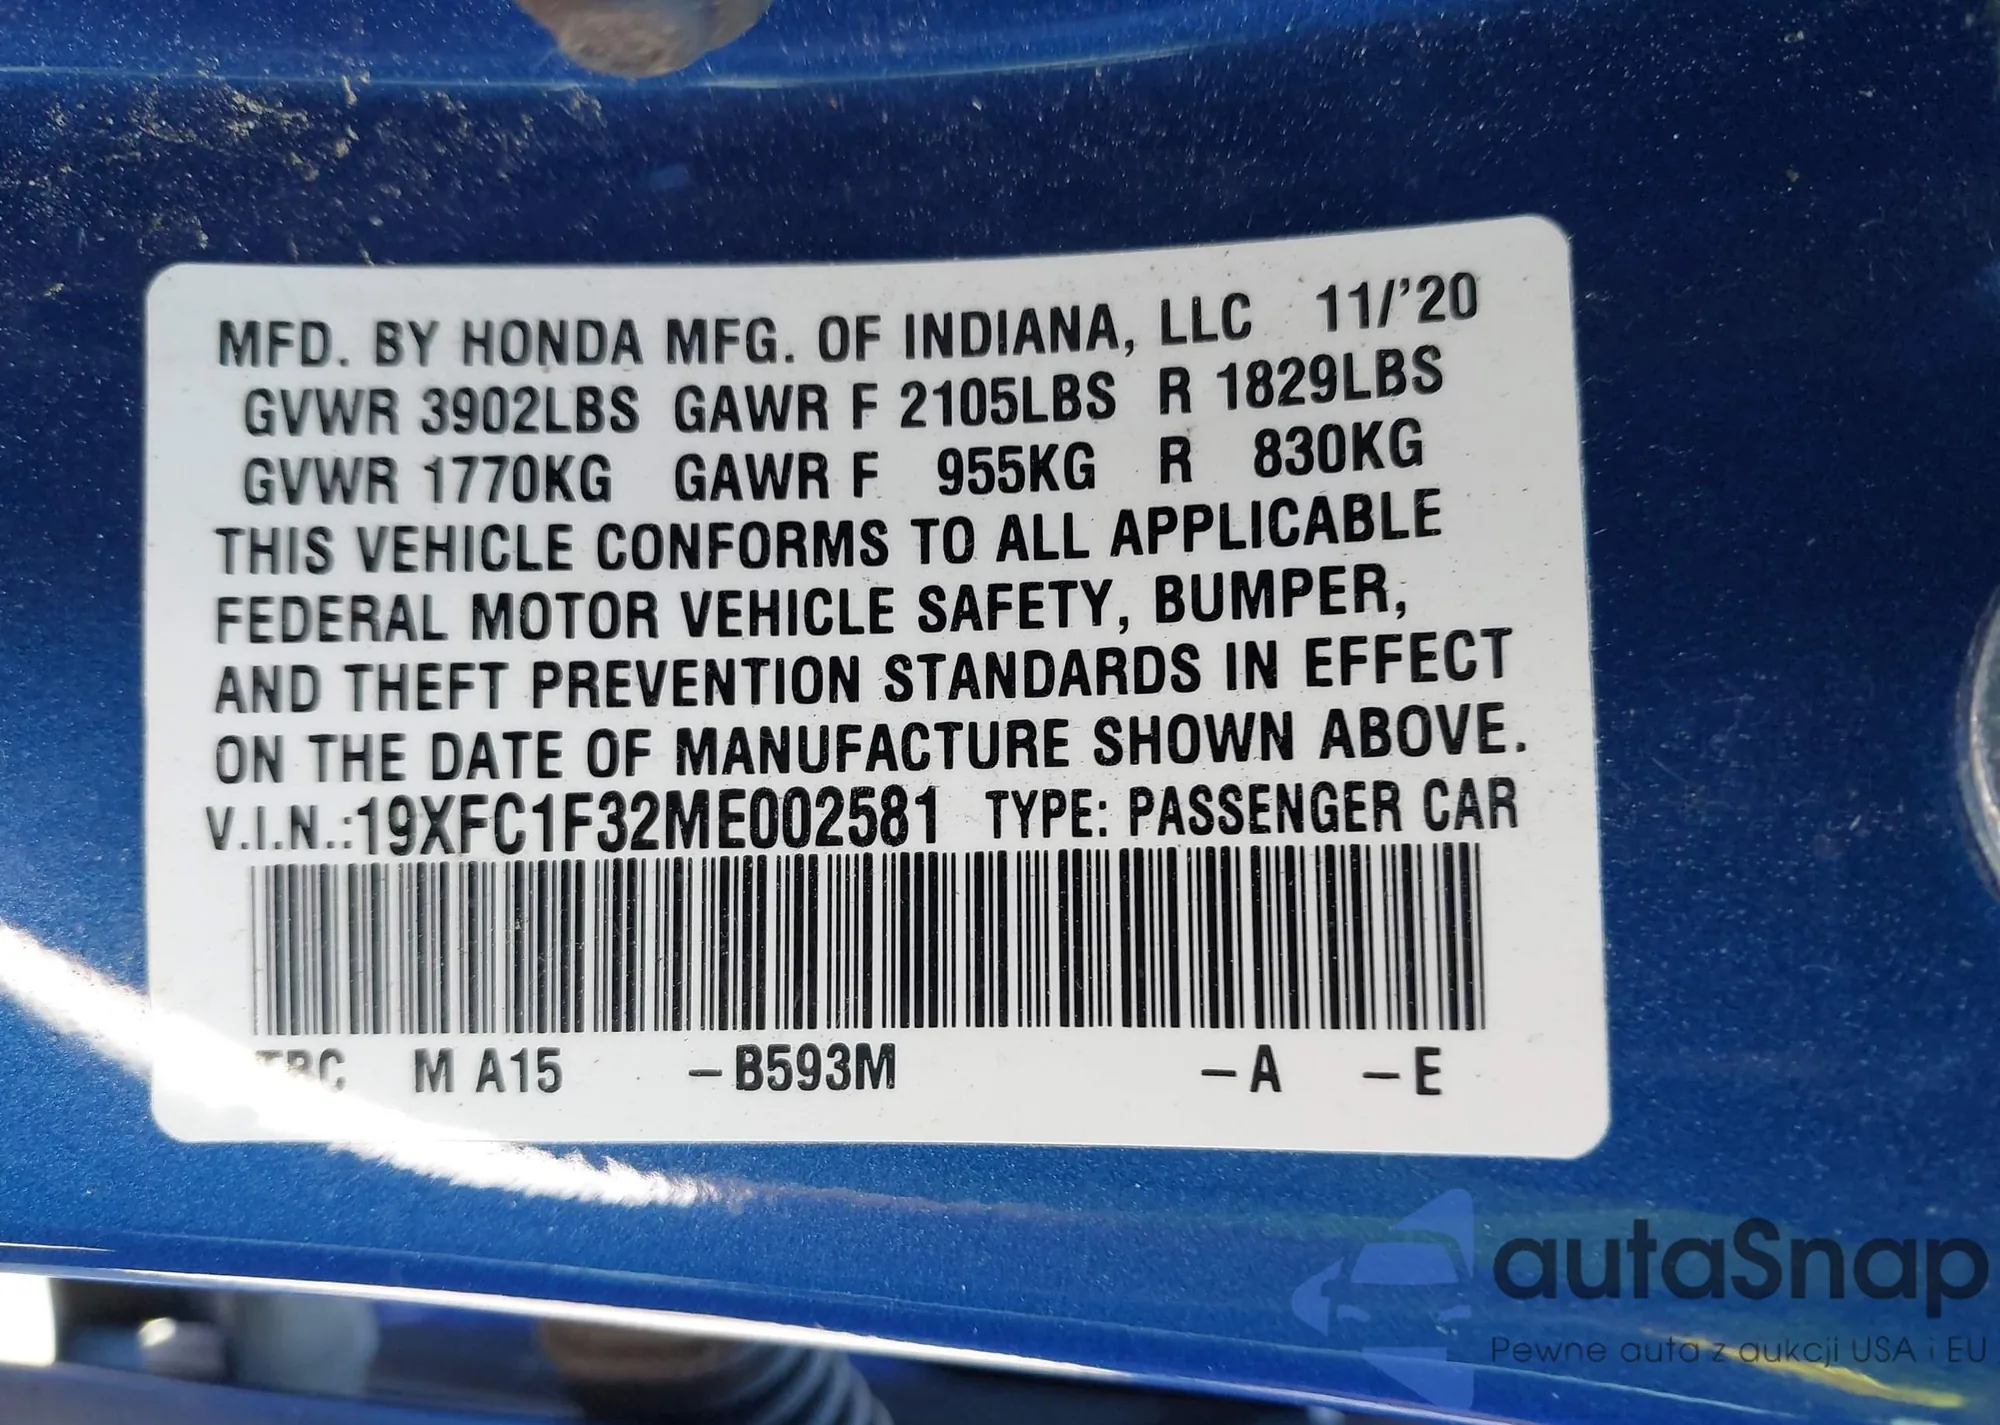 MFD. BY HONDA MFG. OF INDIANA, LLC 11/'20
GVWR 3902LBS GAWR F 2105LBS R 1829LBS
GVWR 1770KG GAWR F 955KG R 830KG
THIS VEHICLE CONFORMS TO ALL APPLICABLE
FEDERAL MOTOR VEHICLE SAFETY, BUMPER,
AND THEFT PREVENTION STANDARDS IN EFFECT
ON THE DATE OF MANUFACTURE SHOWN ABOVE.
V.I.N.:19XFC1F32ME002581 TYPE: PASSENGER CAR
M A15 –B593M –A –E
autaSnap
Pewne auta z aukcji USA i EU